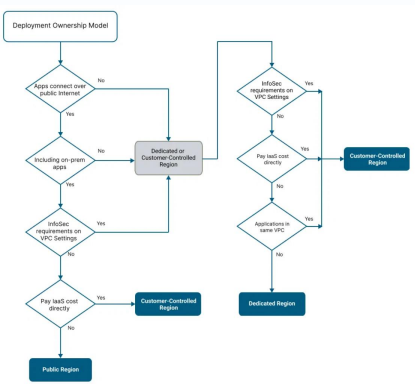 Deployment Ownership Model
Apps connect over
public Internet
No
Yes
Including on-prem
apps
No
Yes
InfoSec
requirements on
VPC Settings
Yes
No
Pay IaaS cost
directly
Yes
No
Customer-Controlled
Region
Public Region
Dedicated or
Customer-Controlled
Region
InfoSec
requirements on
VPC Settings
Yes
No
Pay IaaS cost
directly
Yes
No
Customer-Controlled
Region
Applications in
same VPC
Yes
No
Dedicated Region